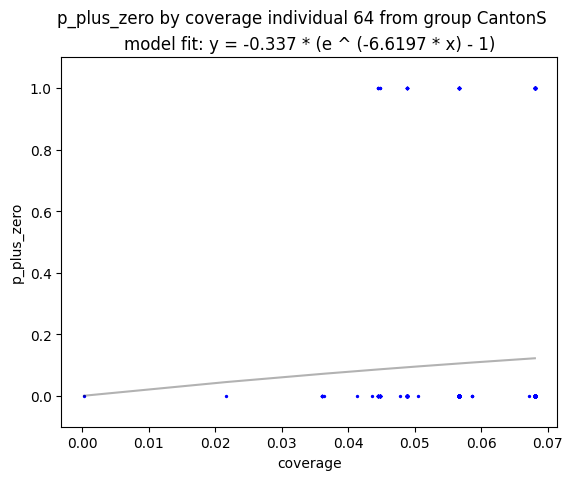 p_plus_zero by coverage individual 64 from group CantonS
model fit: y = -0.337 * (e ^ (-6.6197 * x) - 1)
1.0
0.8
0.6
0.4
0.2
0.0
p_plus_zero
0.00 0.01 0.02 0.03 0.04 0.05 0.06 0.07
coverage